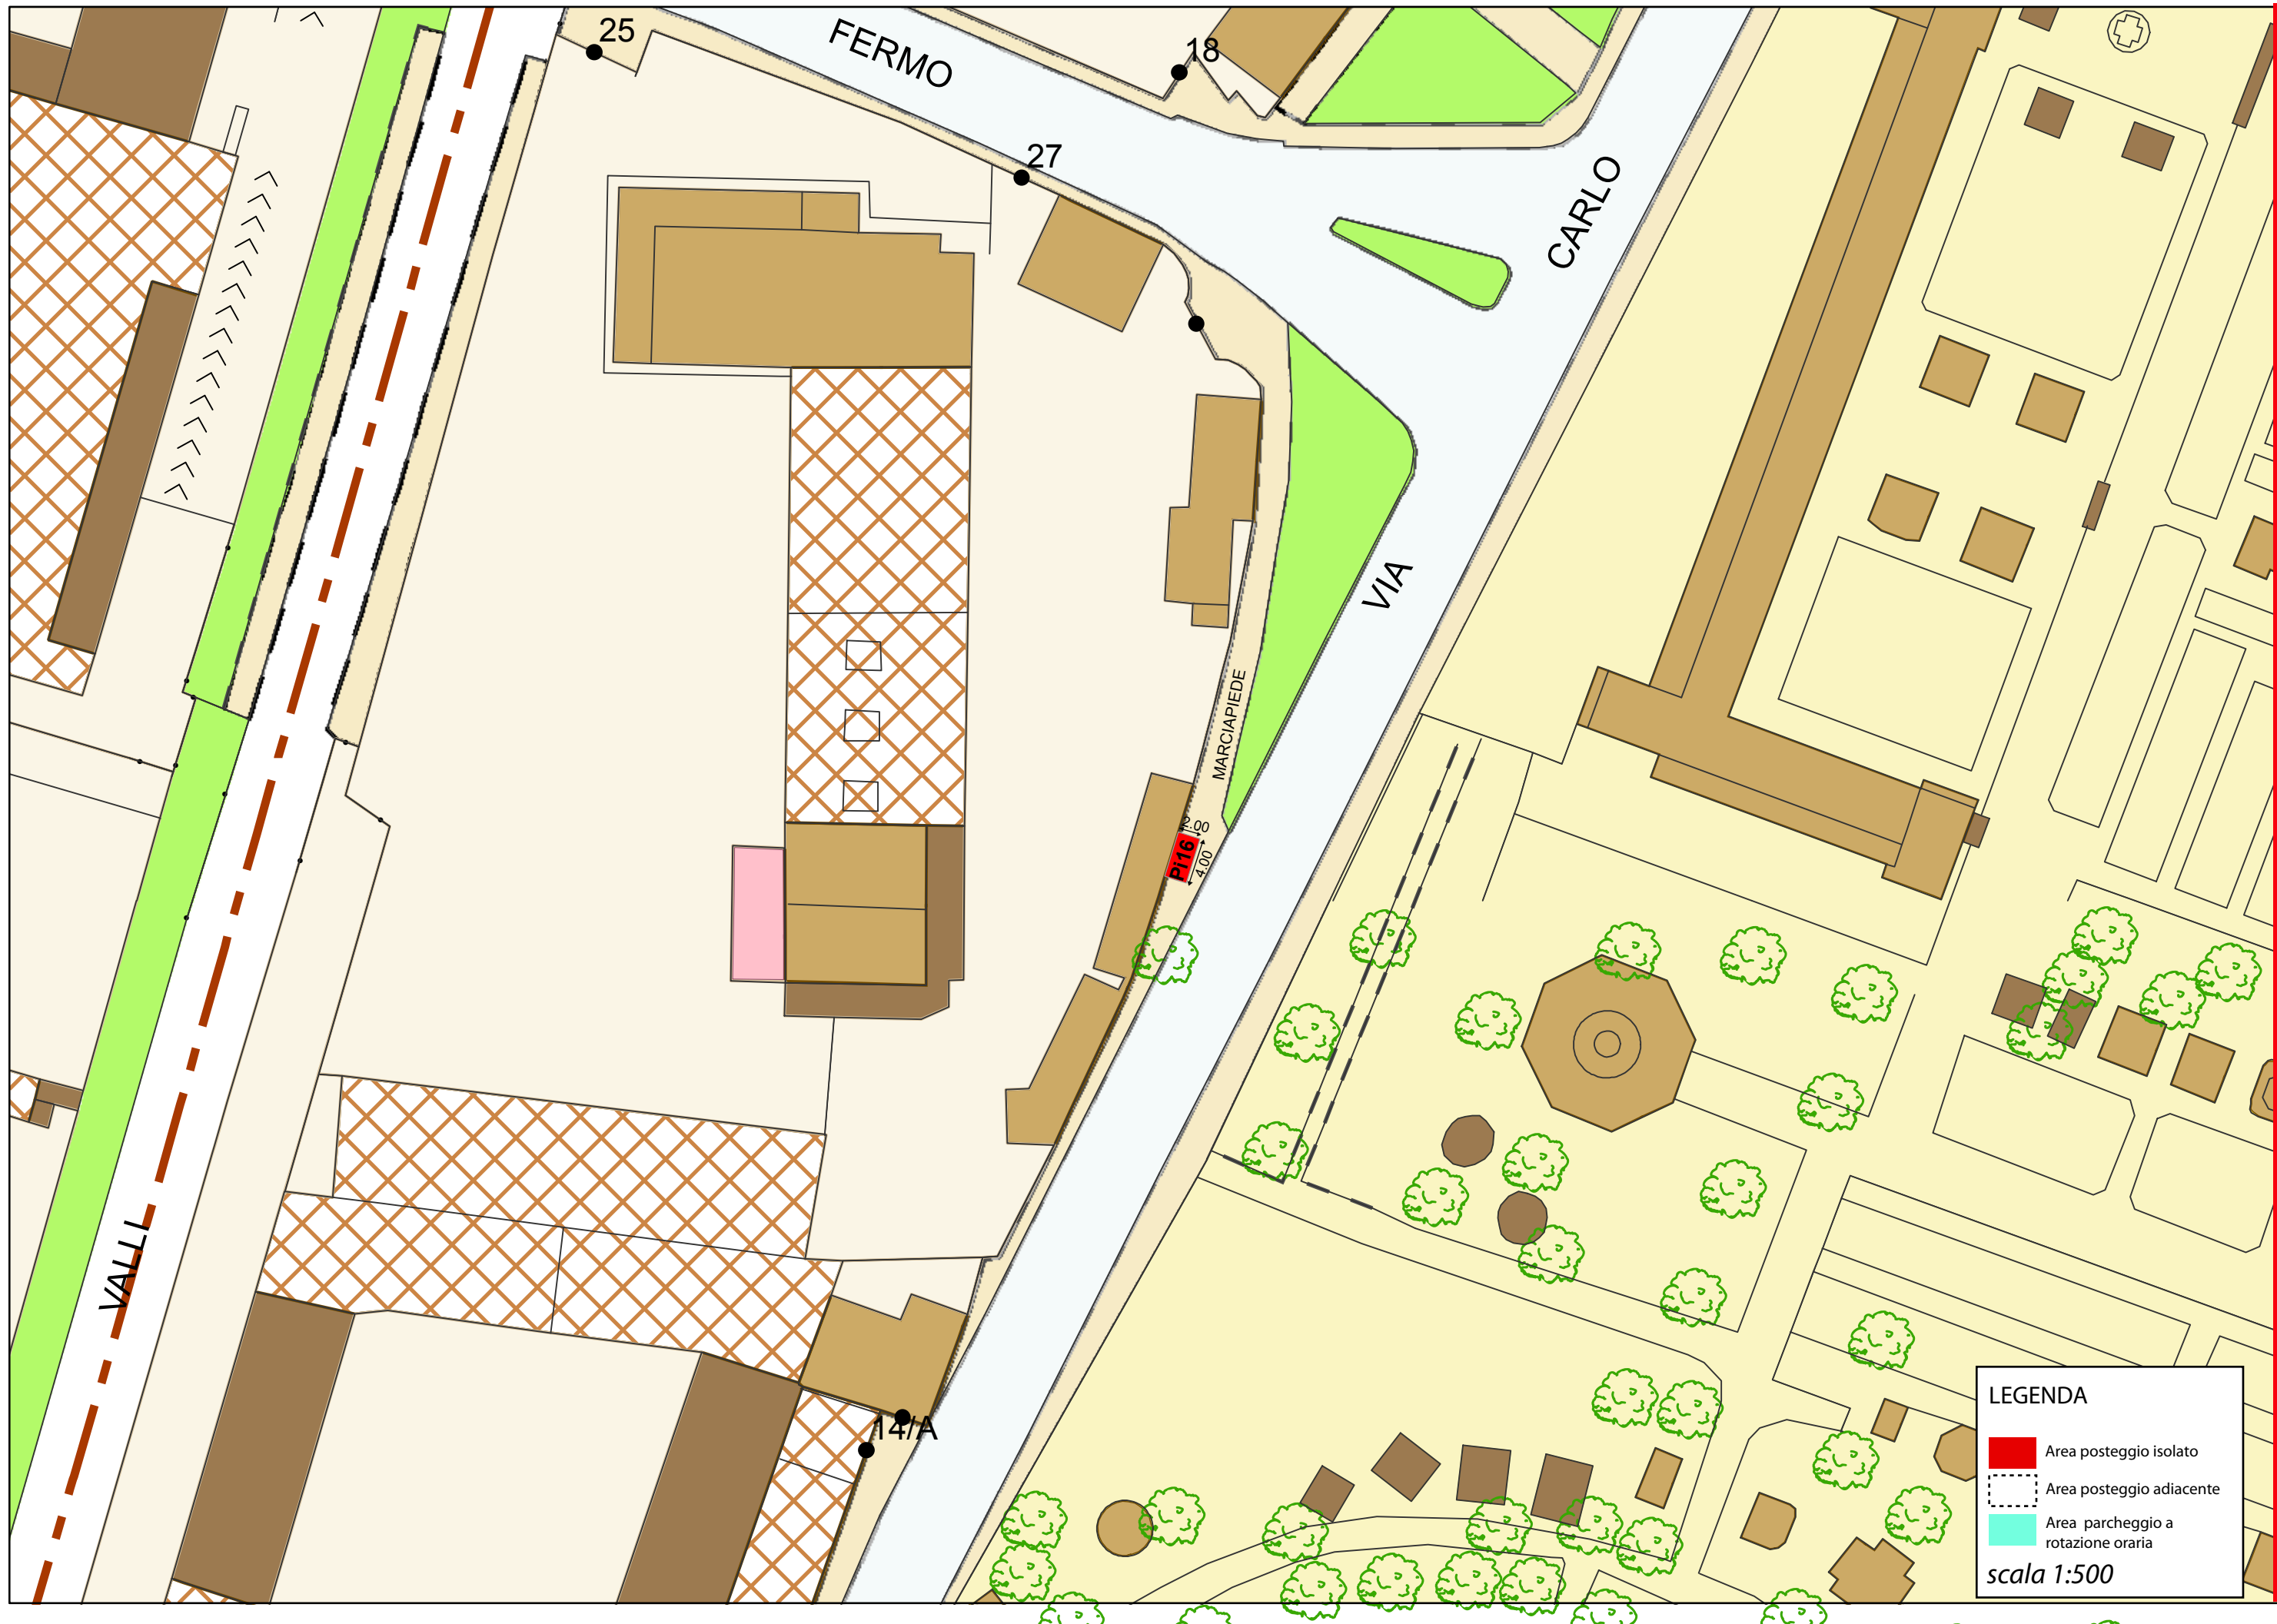 25
FERMO
18
27
CARLO
VIA
MARCIAPIEDE
2.00
Pi16
4.00
VALLI
14/A
LEGENDA
Area posteggio isolato
Area posteggio adiacente
Area parcheggio a
rotazione oraria
scala 1:500